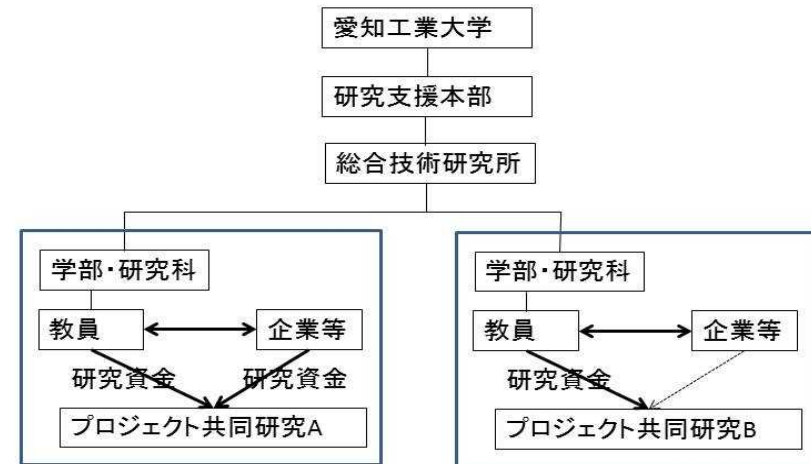 愛知工業大学
研究支援本部
総合技術研究所
学部・研究科
教員
企業等
研究資金
研究資金
プロジェクト共同研究A
学部・研究科
教員
企業等
研究資金
プロジェクト共同研究B